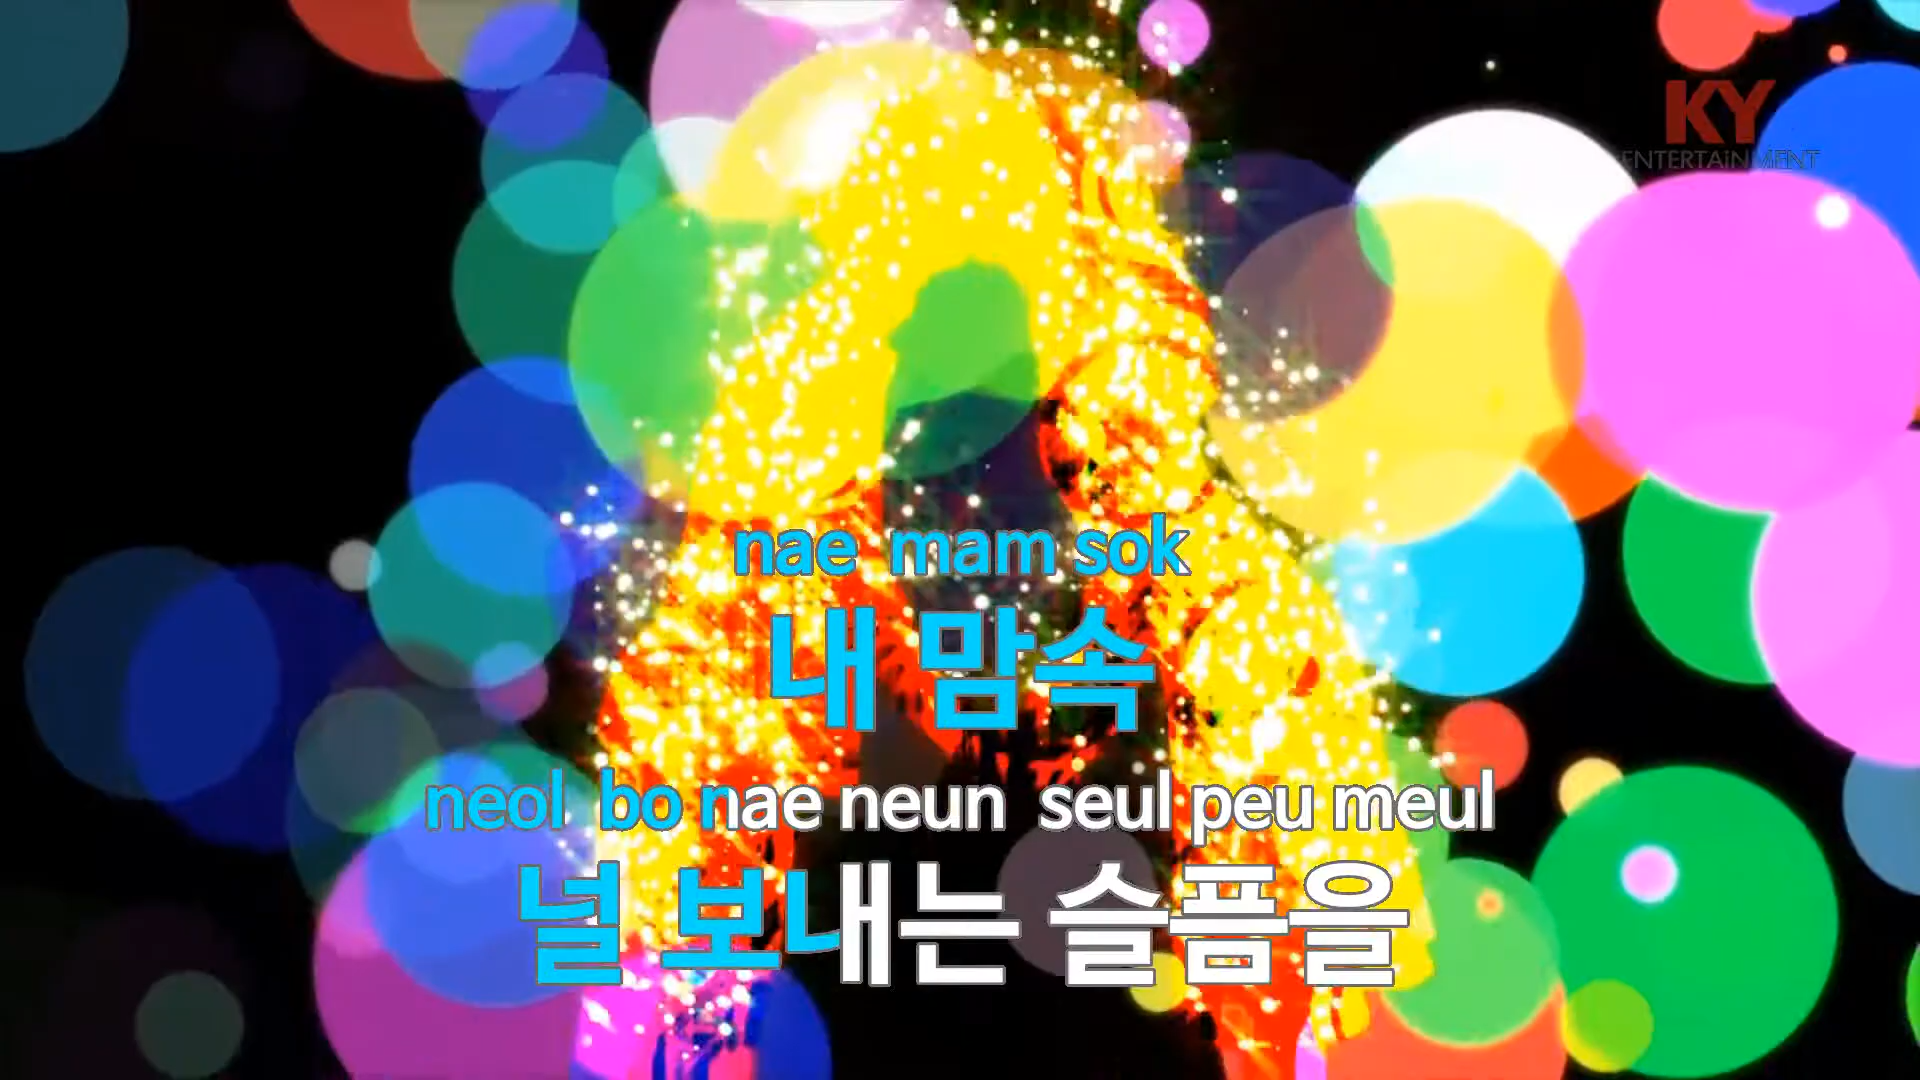 KY
ENTERTAiNMENT
nae mam sok
내 맘속
neol bo nae neun seul peu meul
널 보내는 슬픔을